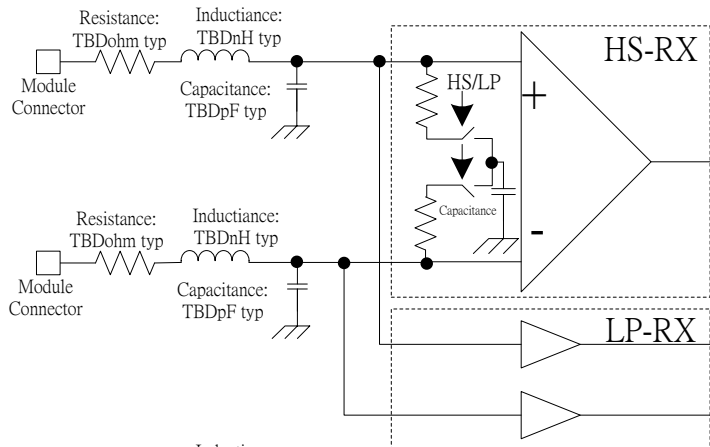 Resistance:
TBDohm typ
Inductiance:
TBDnH typ
HS-RX
Module
Connector
Capacitance:
TBDpF typ
HS/LP
+
Capacitance
-
Resistance:
TBDohm typ
Inductiance:
TBDnH typ
Module
Connector
Capacitance:
TBDpF typ
LP-RX